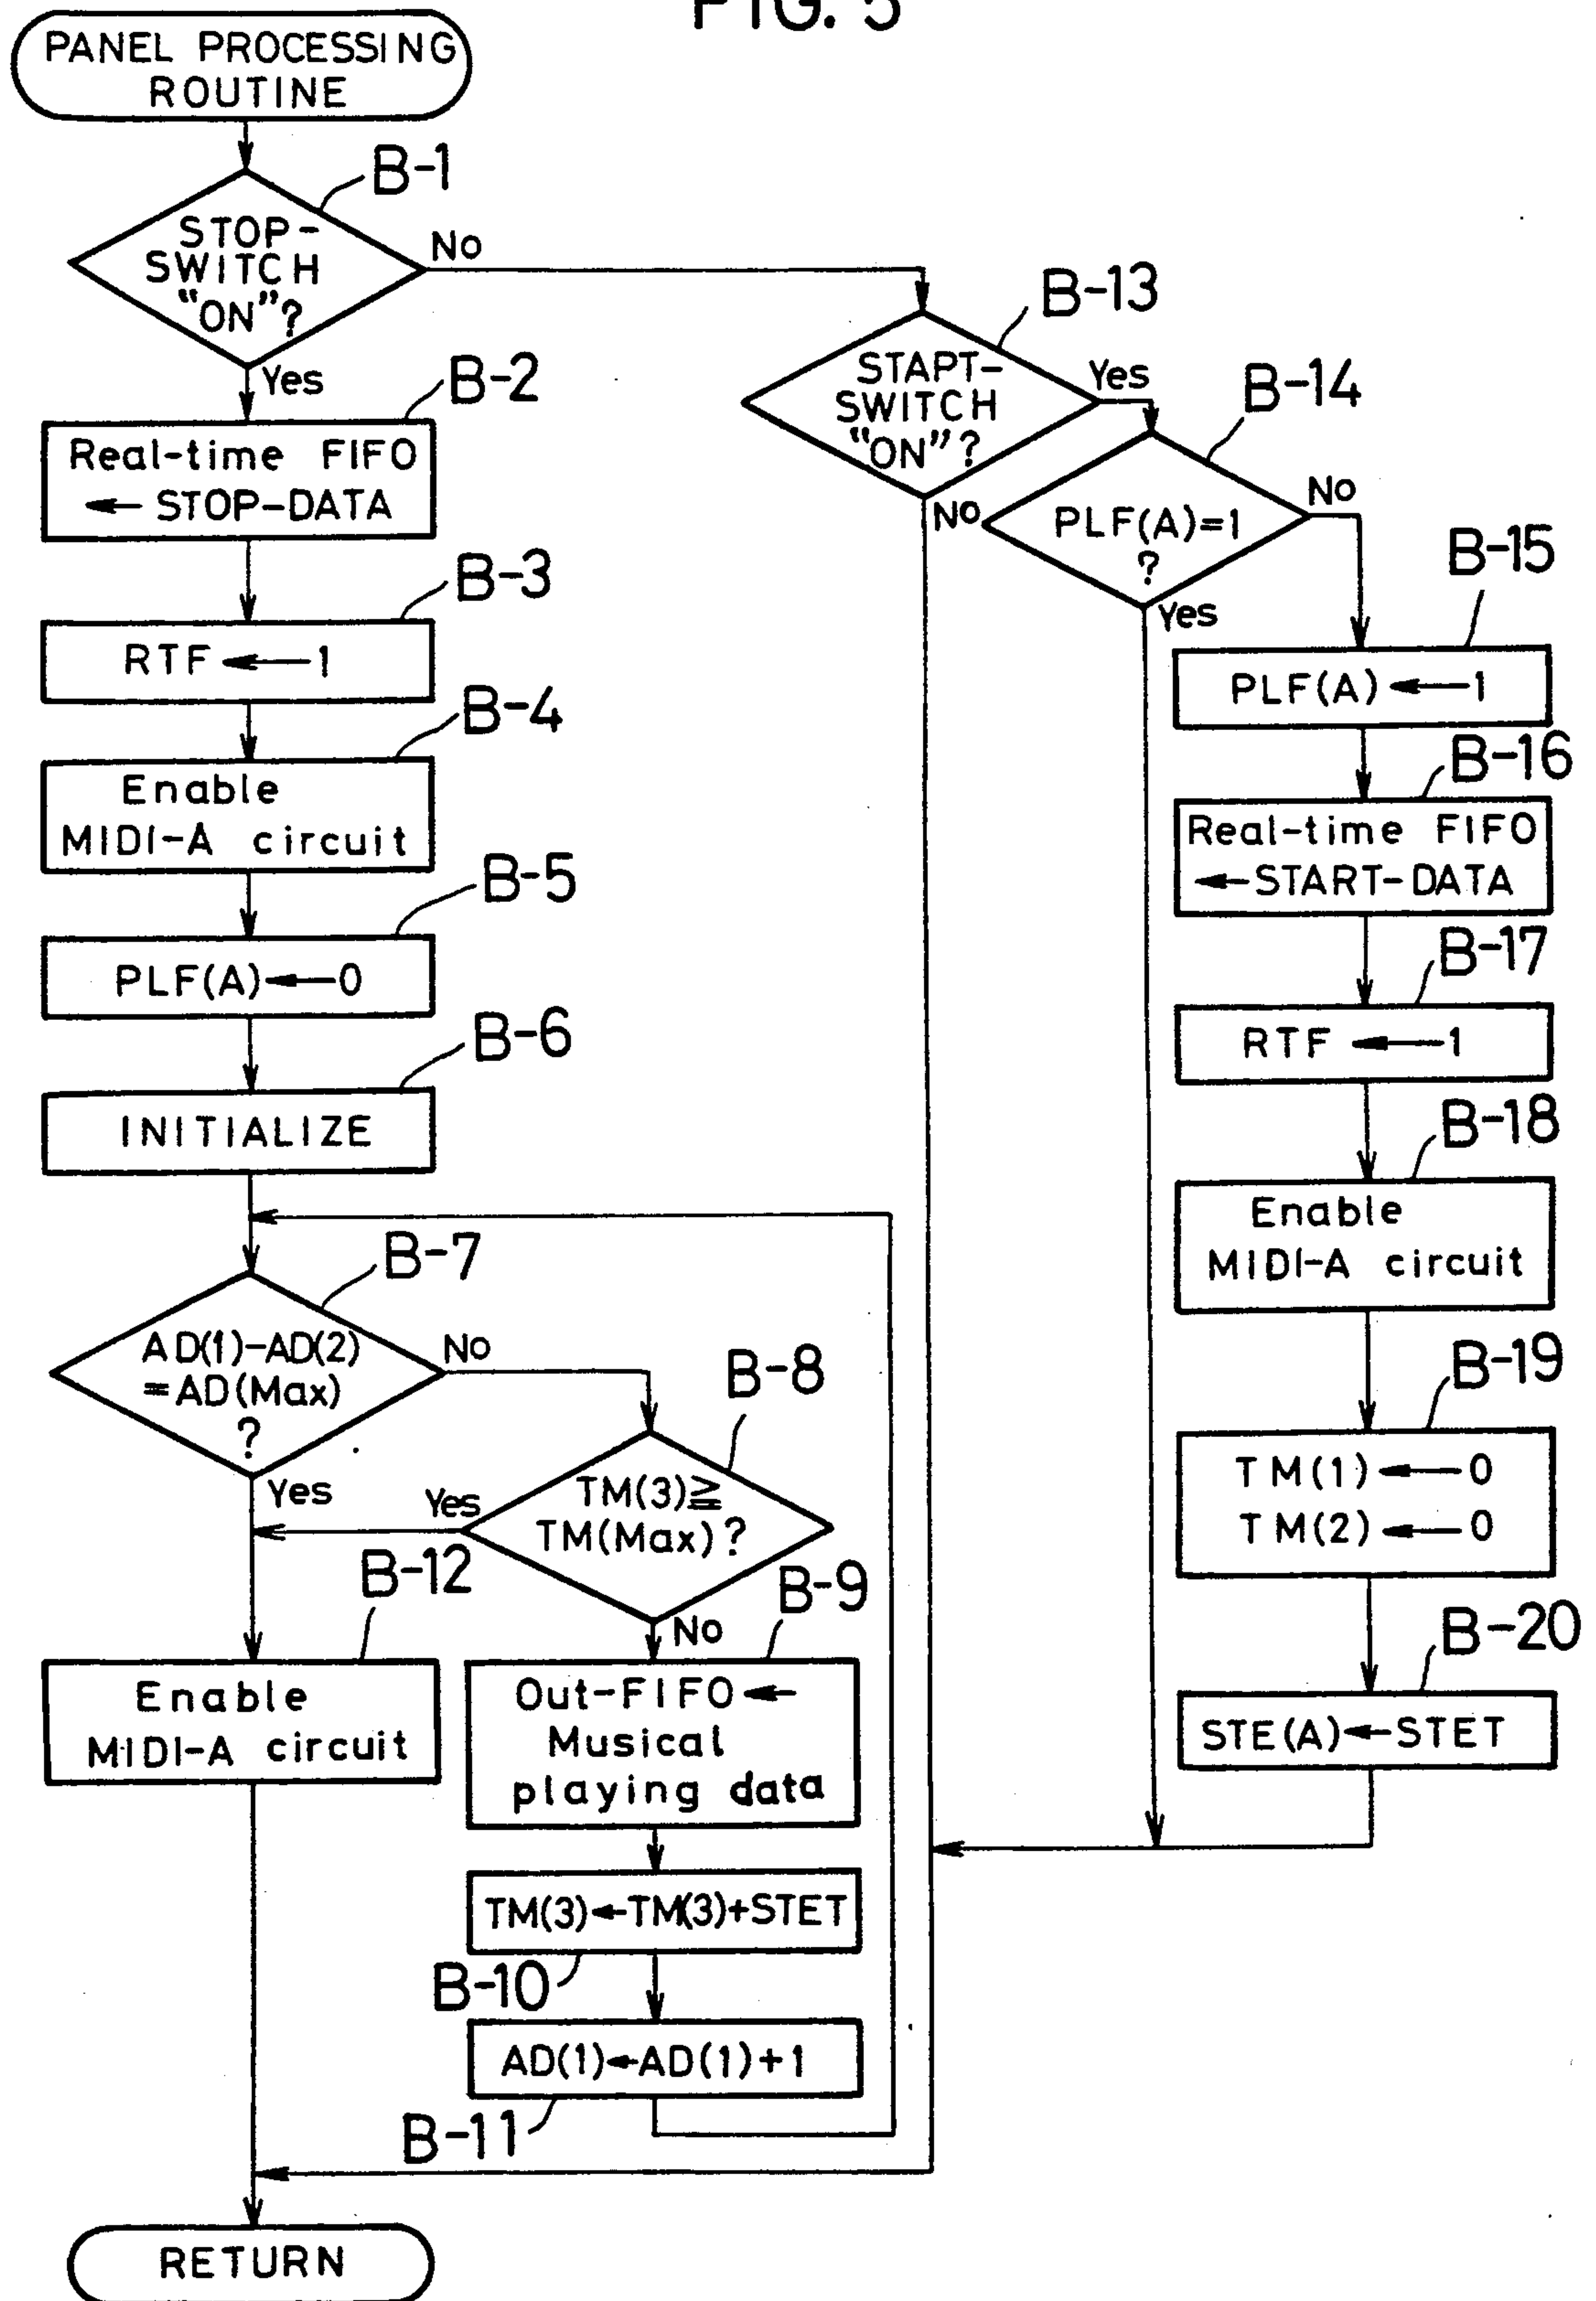 FIG. 5
PANEL PROCESSING
ROUTINE
B-1
STOP-
SWITCH
"ON"?
No
Yes
B-2
Real-time FIFO
← STOP-DATA
B-3
RTF ← 1
B-4
Enable
MIDI-A circuit
B-5
PLF(A) ← 0
B-6
INITIALIZE
B-7
AD(1)-AD(2)
=AD(Max)
?
No
Yes
B-8
TM(3)≧
TM(Max)?
Yes
No
B-9
Out-FIFO ←
Musical
playing data
TM(3)←TM(3)+STET
B-10
AD(1)←AD(1)+1
B-11
B-12
Enable
MIDI-A circuit
B-13
STAPT-
SWITCH
"ON"?
Yes
No
B-14
PLF(A)=1
?
No
Yes
B-15
PLF(A) ← 1
B-16
Real-time FIFO
← START-DATA
B-17
RTF ← 1
B-18
Enable
MIDI-A circuit
B-19
TM(1) ← 0
TM(2) ← 0
B-20
STE(A)←STET
RETURN